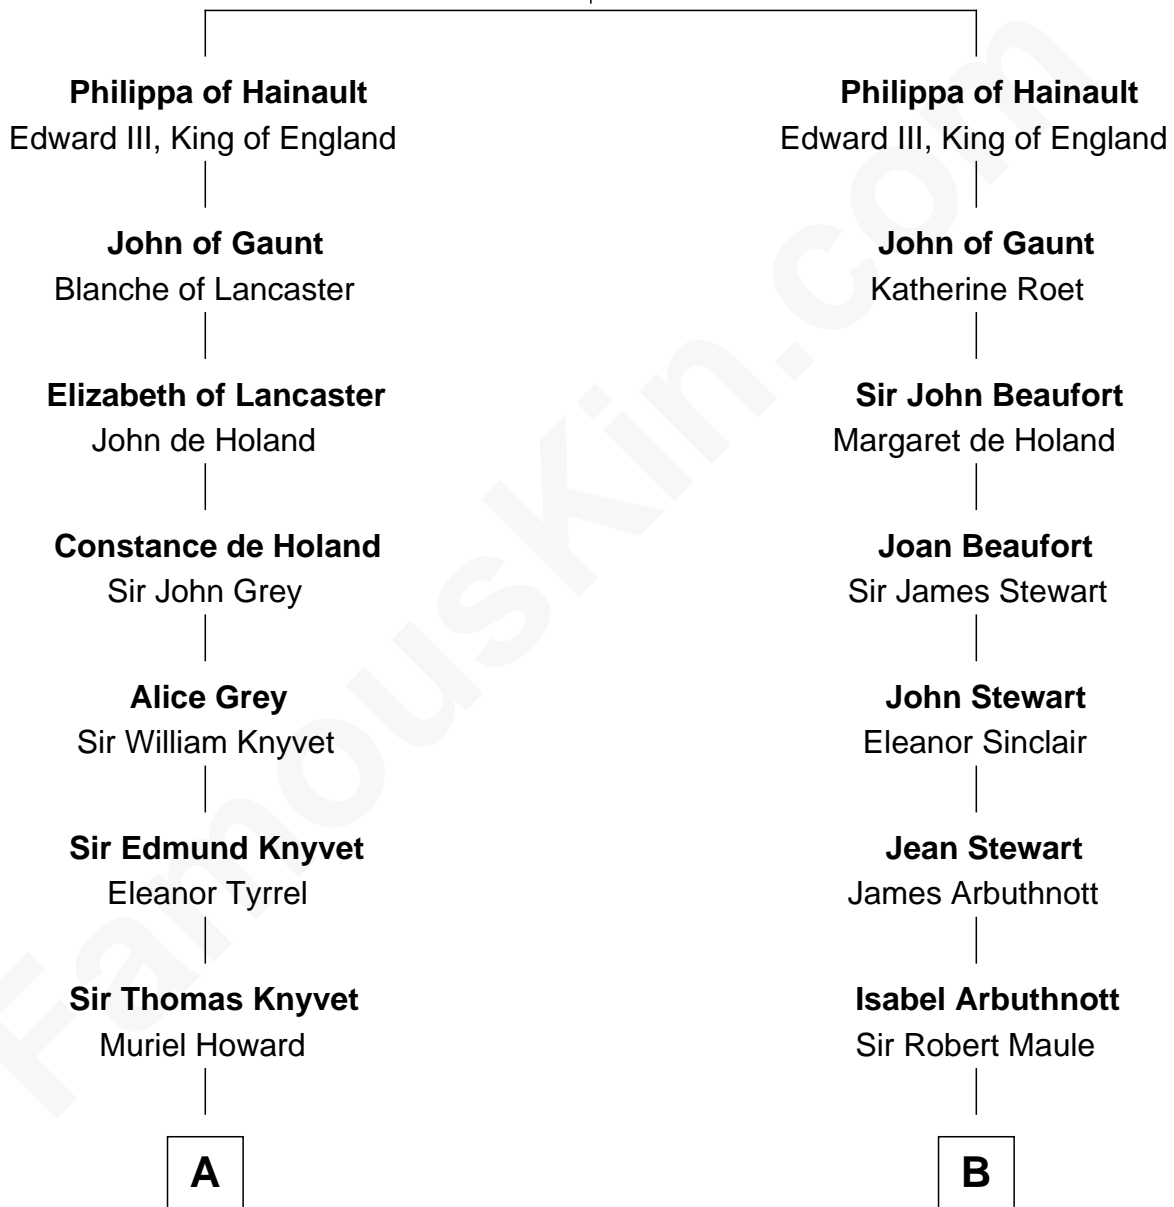 Philippa of Hainault
Edward III, King of England
John of Gaunt
Blanche of Lancaster
Elizabeth of Lancaster
John de Holand
Constance de Holand
Sir John Grey
Alice Grey
Sir William Knyvet
Sir Edmund Knyvet
Eleanor Tyrrel
Sir Thomas Knyvet
Muriel Howard
A
Philippa of Hainault
Edward III, King of England
John of Gaunt
Katherine Roet
Sir John Beaufort
Margaret de Holand
Joan Beaufort
Sir James Stewart
John Stewart
Eleanor Sinclair
Jean Stewart
James Arbuthnott
Isabel Arbuthnott
Sir Robert Maule
B
FamousKin.com